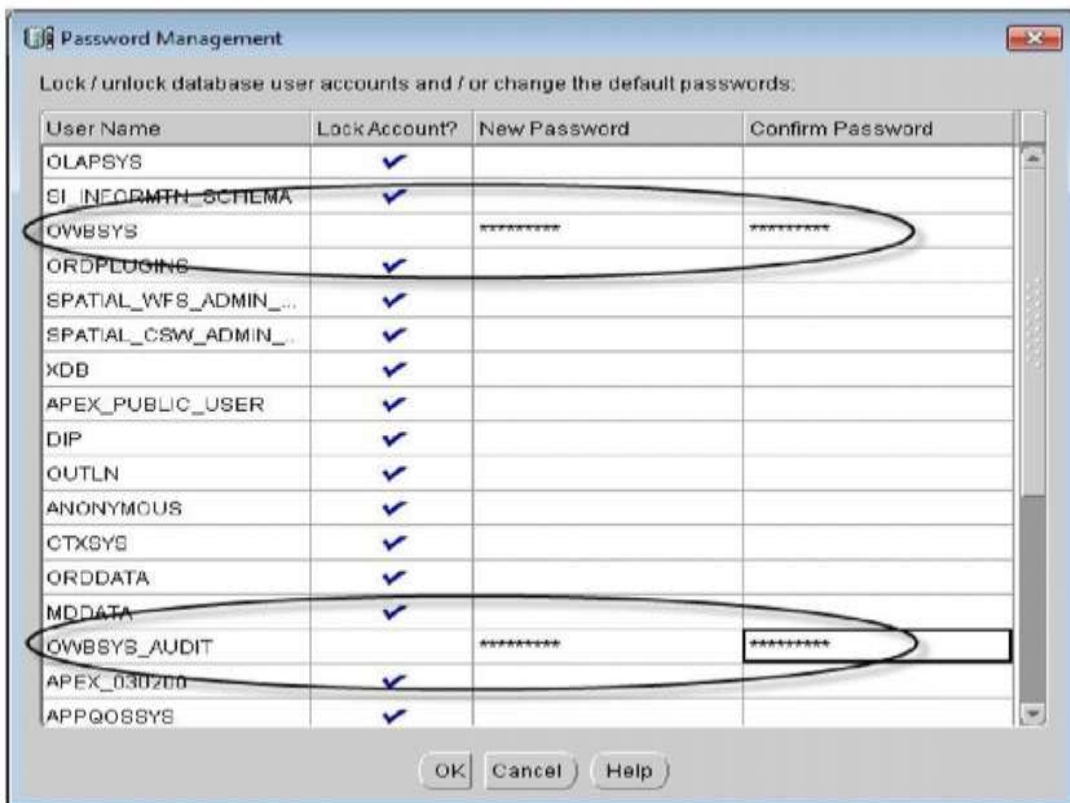 Password Management
Lock / unlock database user accounts and / or change the default passwords:
User Name Lock Account? New Password Confirm Password
OLAPSYS
SI_INFORMTN_SCHEMA
OWBSYS ********* *********
ORDPLUGINS
SPATIAL_WFS_ADMIN_...
SPATIAL_CSW_ADMIN_...
XDB
APEX_PUBLIC_USER
DIP
OUTLN
ANONYMOUS
CTXSYS
ORDDATA
MDDATA
OWBSYS_AUDIT ********* *********
APEX_030200
APPQOSSYS
OK Cancel Help